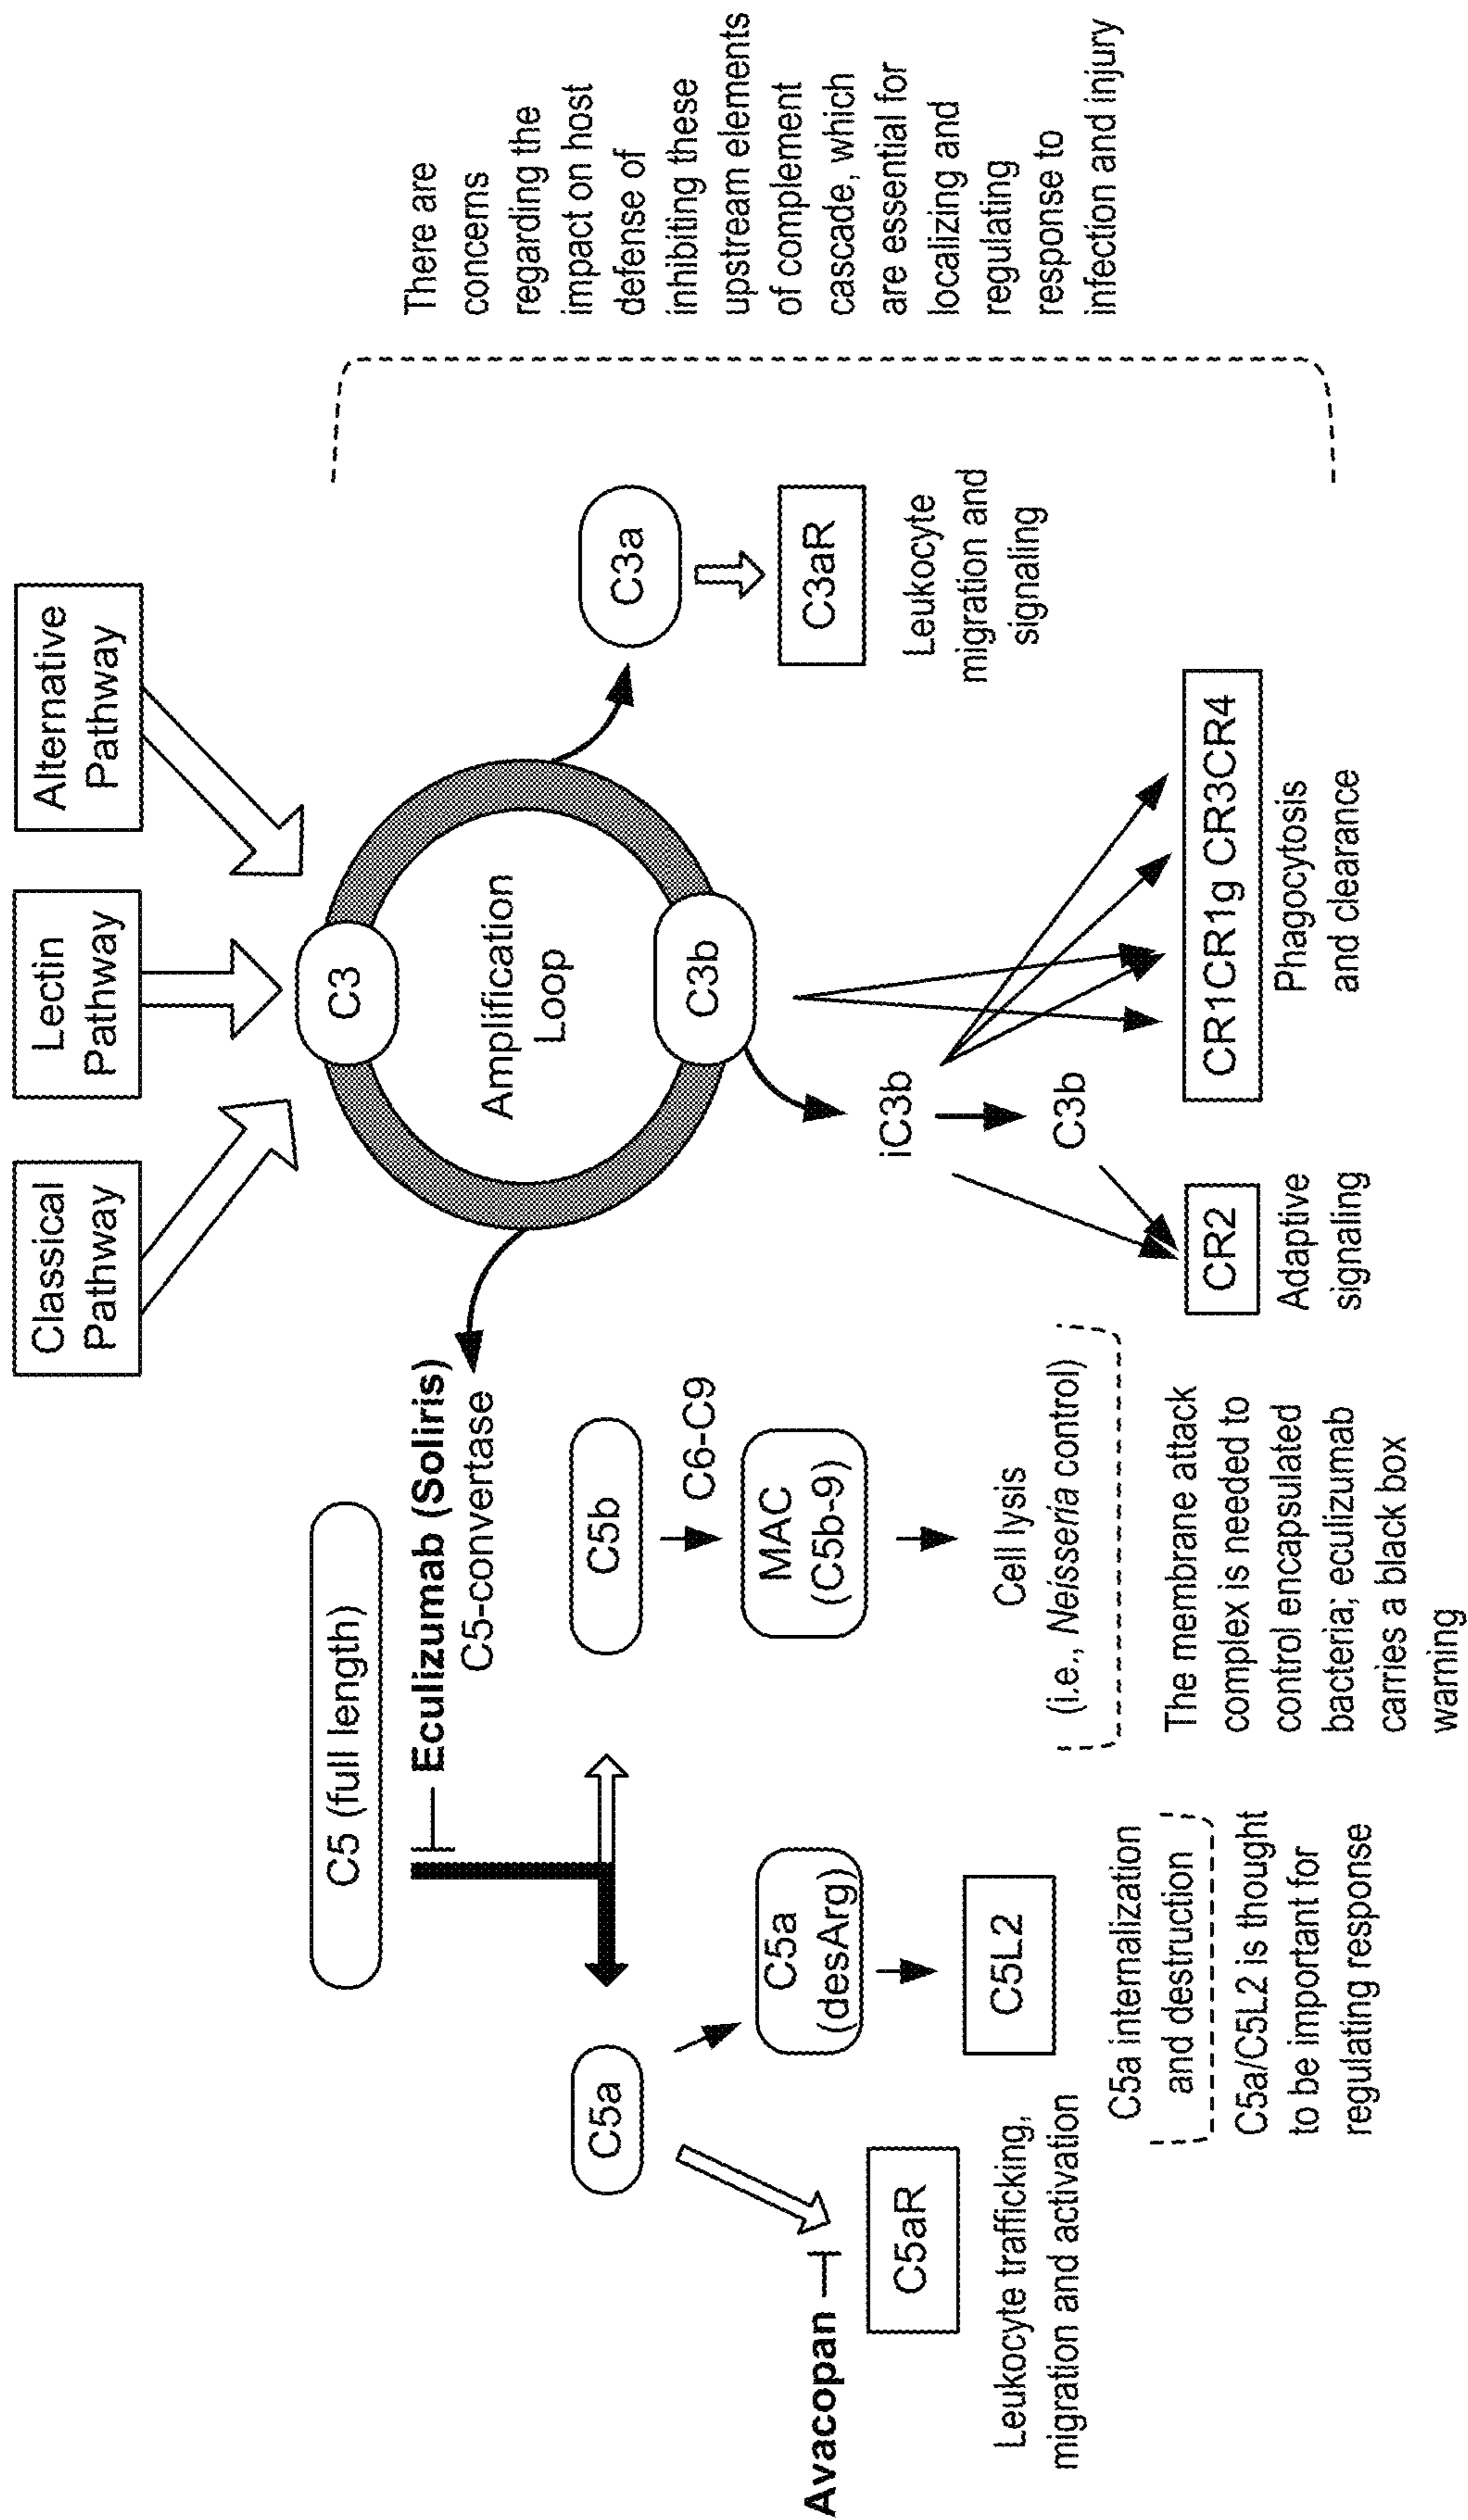 Classical
Pathway
Lectin
Pathway
Alternative
Pathway
C3
Amplification
Loop
C3b
C3a
C3aR
Leukocyte
migration and
signaling
There are
concerns
regarding the
impact on host
defense of
inhibiting these
upstream elements
of complement
cascade, which
are essential for
localizing and
regulating
response to
infection and injury
iC3b
C3b
CR1CR1g CR3CR4
Phagocytosis
and clearance
CR2
Adaptive
signaling
C5 (full length)
Eculizumab (Soliris)
C5-convertase
C5b
C6-C9
MAC
(C5b-9)
Cell lysis
(i.e., Neisseria control)
The membrane attack
complex is needed to
control encapsulated
bacteria; eculizumab
carries a black box
warning
C5a
C5a
(desArg)
C5L2
C5a internalization
and destruction
C5a/C5L2 is thought
to be important for
regulating response
Avacopan
C5aR
Leukocyte trafficking,
migration and activation